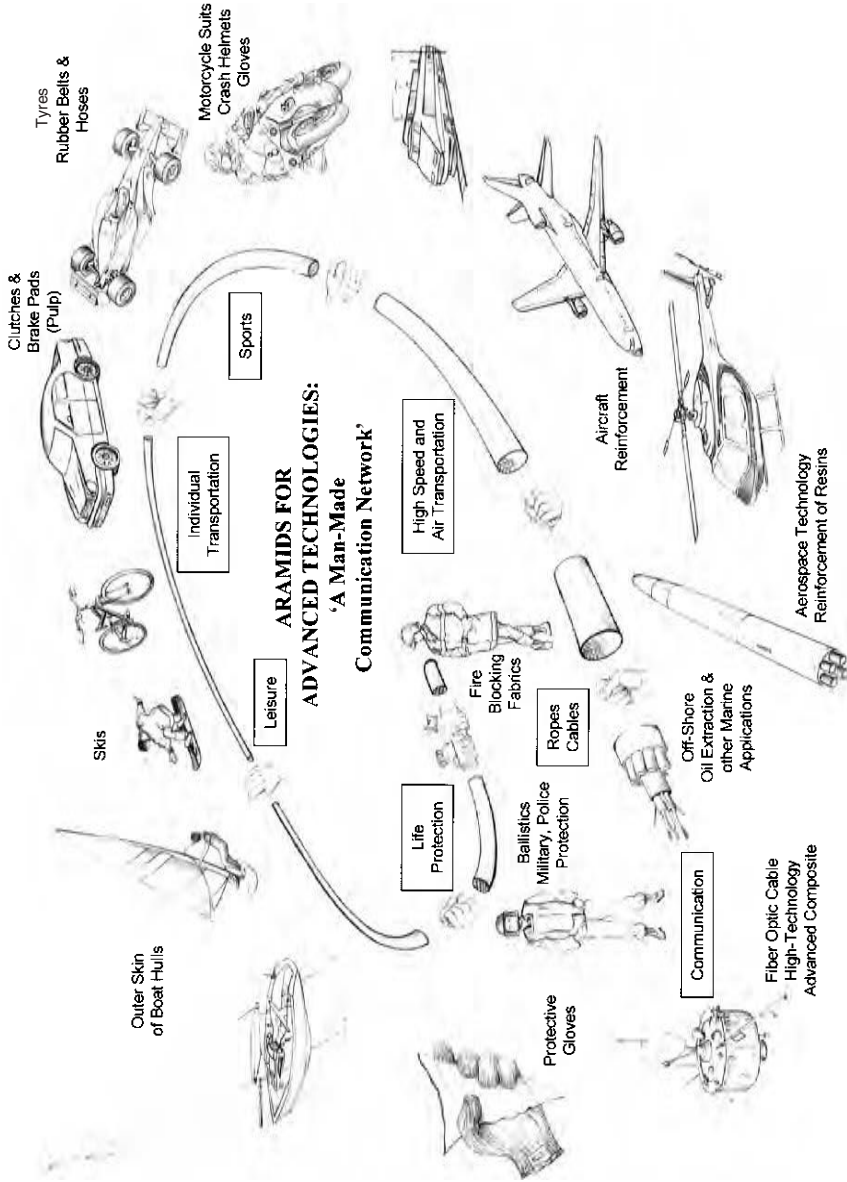 Outer Skin
of Boat Hulls
Skis
Clutches &
Brake Pads
(Pulp)
Tyres
Rubber Belts &
Hoses
Motorcycle Suits
Crash Helmets
Gloves
Leisure
Individual
Transportation
Sports
ARAMIDS FOR
ADVANCED TECHNOLOGIES:
‘A Man-Made
Communication Network’
Life
Protection
High Speed and
Air Transportation
Protective
Gloves
Ballistics
Military, Police
Protection
Fire
Blocking
Fabrics
Ropes
Cables
Aircraft
Reinforcement
Communication
Fiber Optic Cable
High-Technology
Advanced Composite
Off-Shore
Oil Extraction &
other Marine
Applications
Aerospace Technology
Reinforcement of Resins